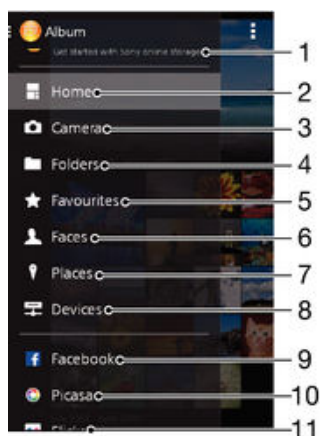 Album
Get started with Sony online storage 1
Home 2
Camera 3
Folders 4
Favourites 5
Faces 6
Places 7
Devices 8
Facebook 9
Picasa 10
11